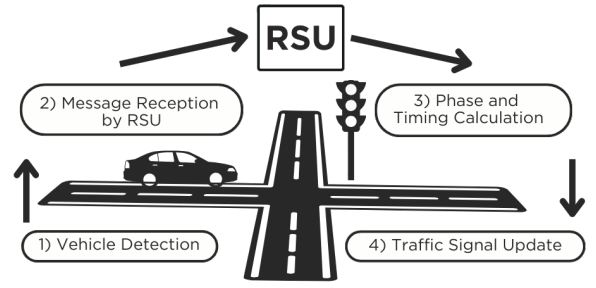 RSU
2) Message Reception
by RSU
3) Phase and
Timing Calculation
1) Vehicle Detection
4) Traffic Signal Update